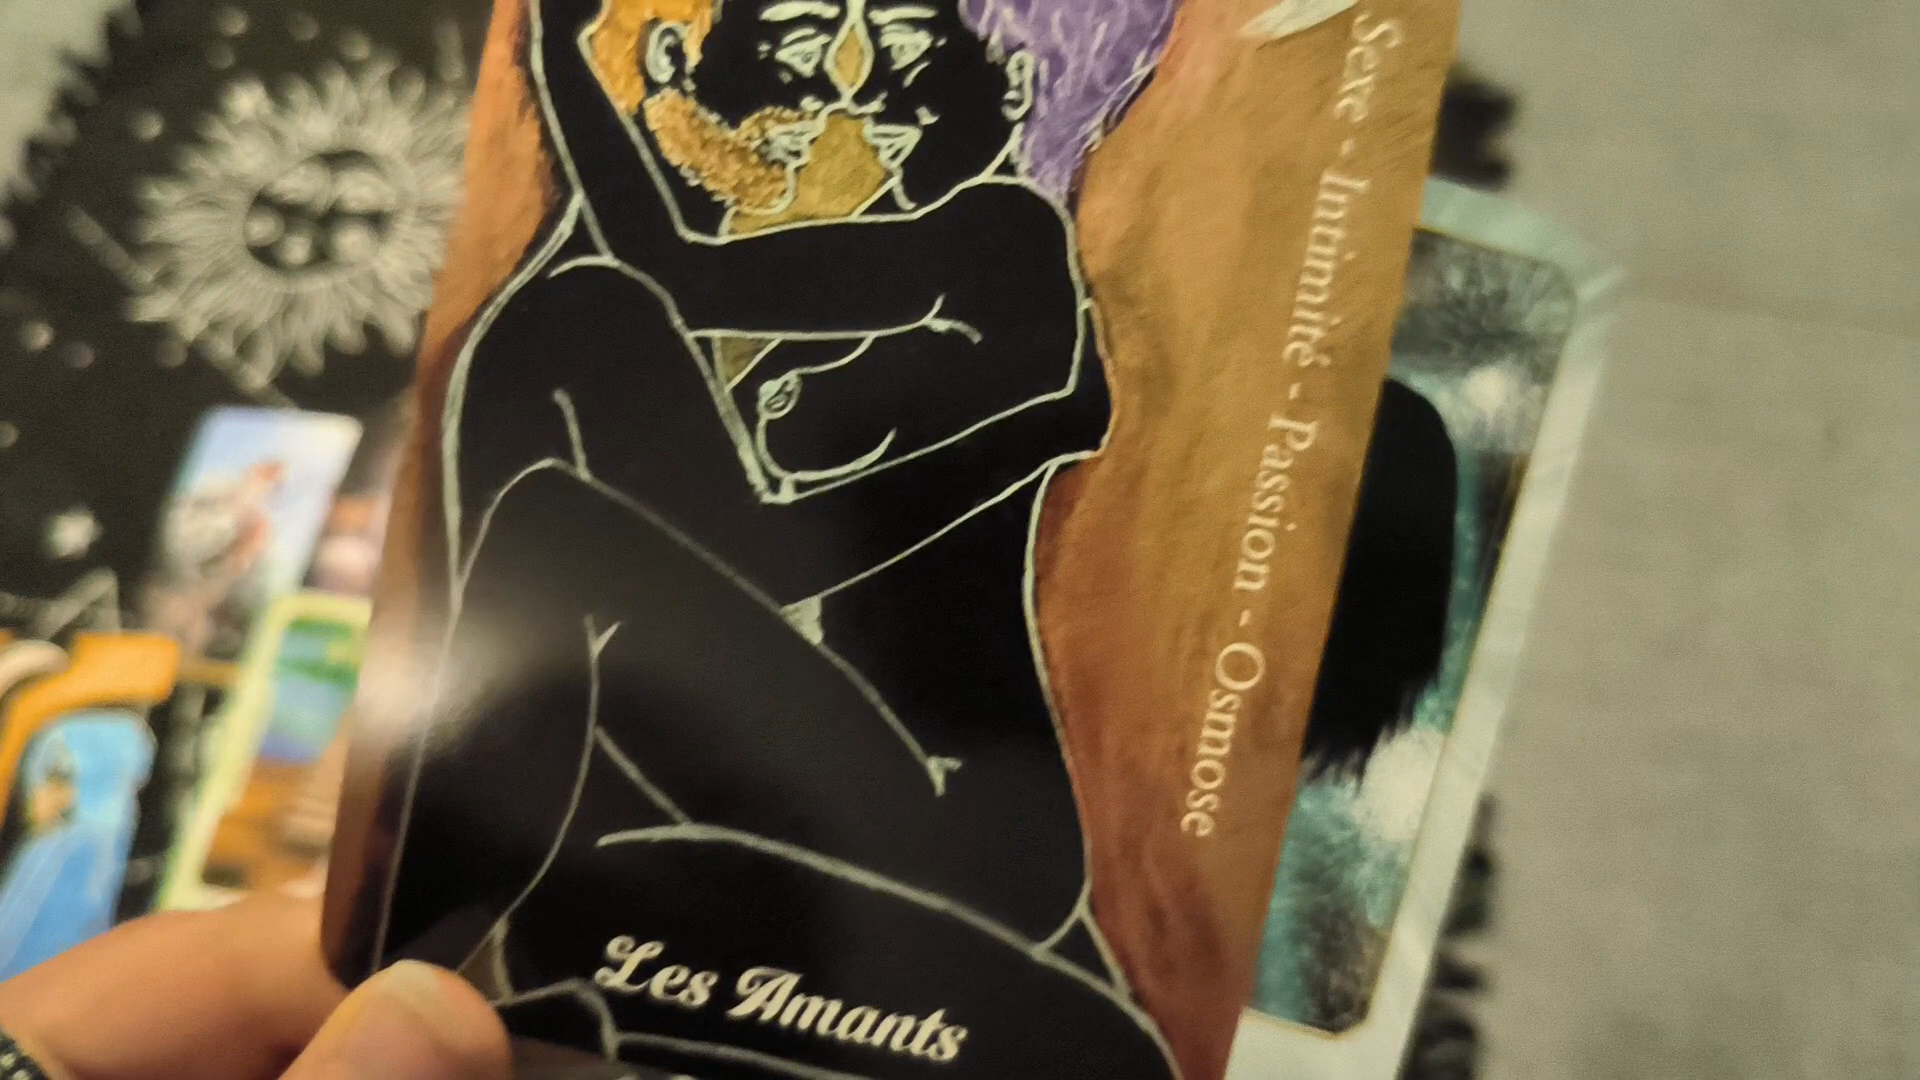 Sexe - Intimité - Passion - Osmose
Les Amants